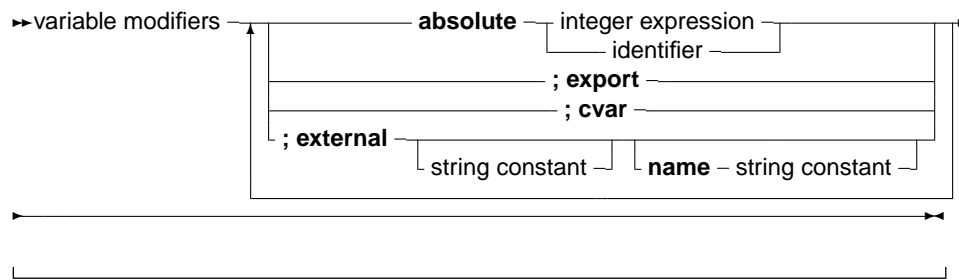 variable modifiers absolute integer expression
identifier
; export
; cvar
; external
string constant name string constant